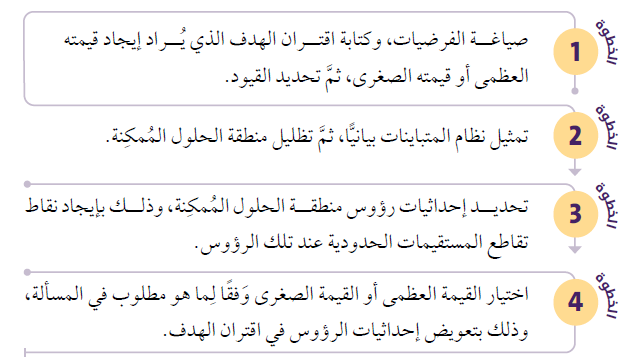 الخطوة 1
صياغة الفرضيات، وكتابة اقتران الهدف الذي يُراد إيجاد قيمته
العظمى أو قيمته الصغرى، ثمَّ تحديد القيود.
الخطوة 2
تمثيل نظام المتباينات بيانيًّا، ثمَّ تظليل منطقة الحلول المُمكِنة.
الخطوة 3
تحديد إحداثيات رؤوس منطقة الحلول المُمكِنة، وذلك بإيجاد نقاط
تقاطع المستقيمات الحدودية عند تلك الرؤوس.
الخطوة 4
اختيار القيمة العظمى أو القيمة الصغرى وَفقًا لِما هو مطلوب في المسألة،
وذلك بتعويض إحداثيات الرؤوس في اقتران الهدف.